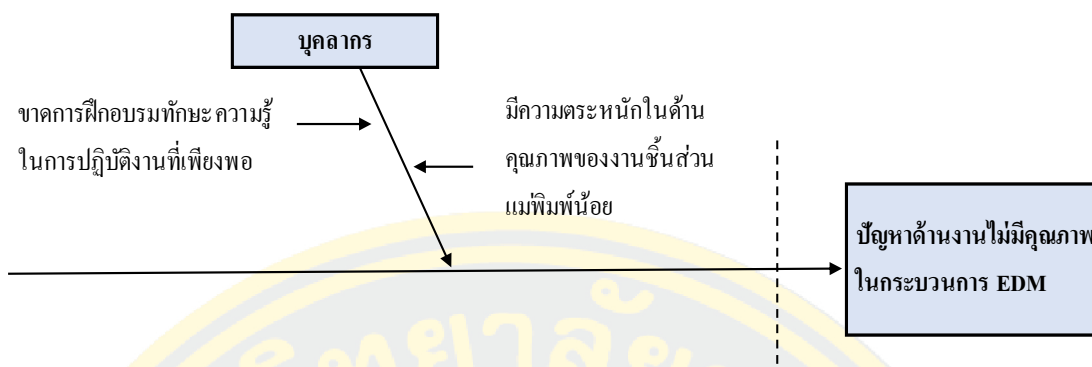 บุคลากร
ขาดการฝึกอบรมทักษะ ความรู้
ในการปฏิบัติงานที่เพียงพอ
มีความตระหนักในด้าน
คุณภาพของงานชิ้นส่วน
แม่พิมพ์น้อย
ปัญหาด้านงานไม่มีคุณภาพ
ในกระบวนการ EDM